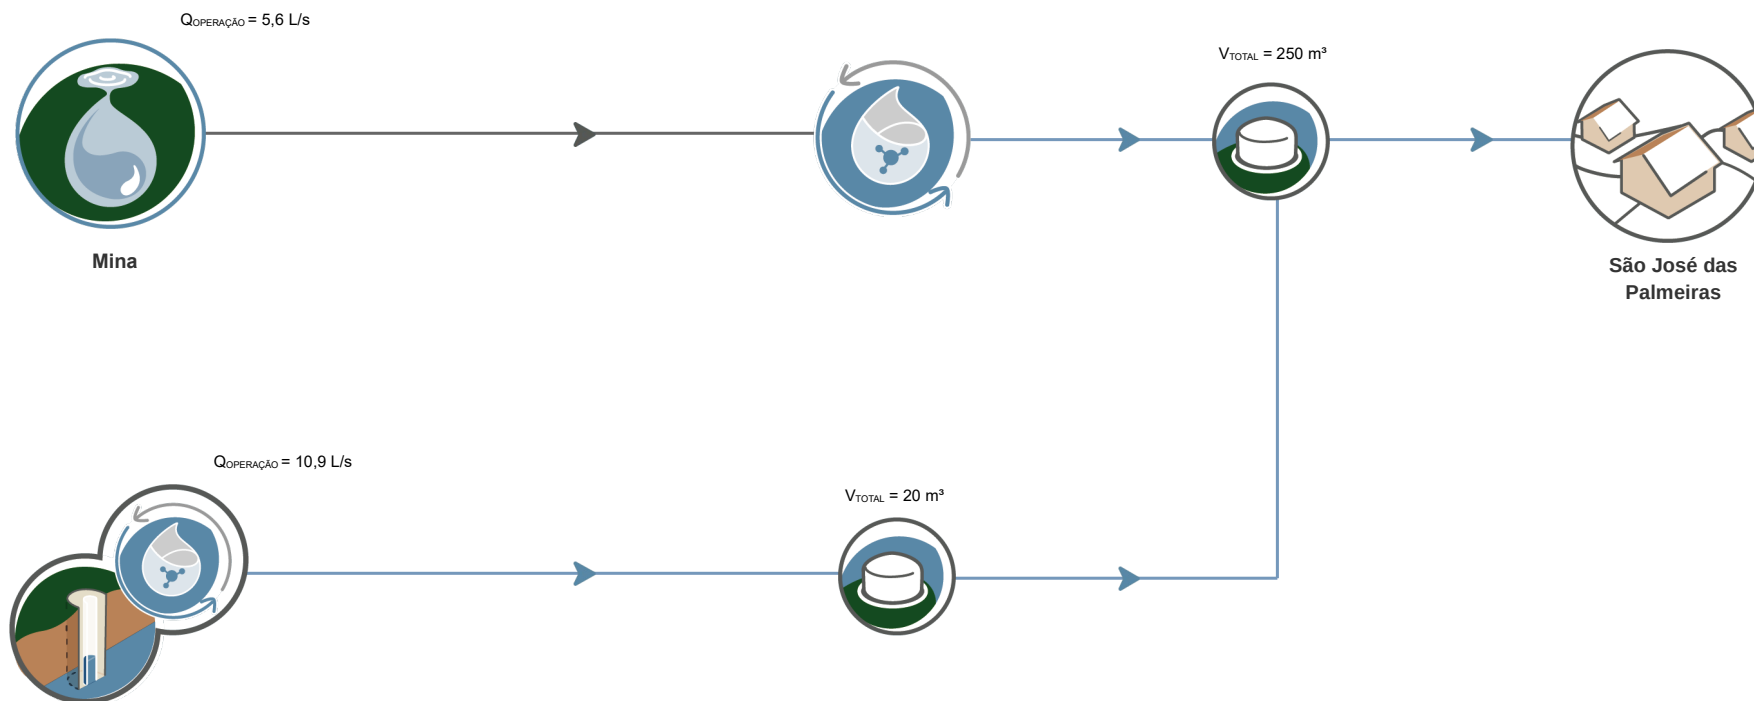 QOPERAÇÃO = 5,6 L/s
VTOTAL = 250 m³
Mina
São José das
Palmeiras
QOPERAÇÃO = 10,9 L/s
VTOTAL = 20 m³